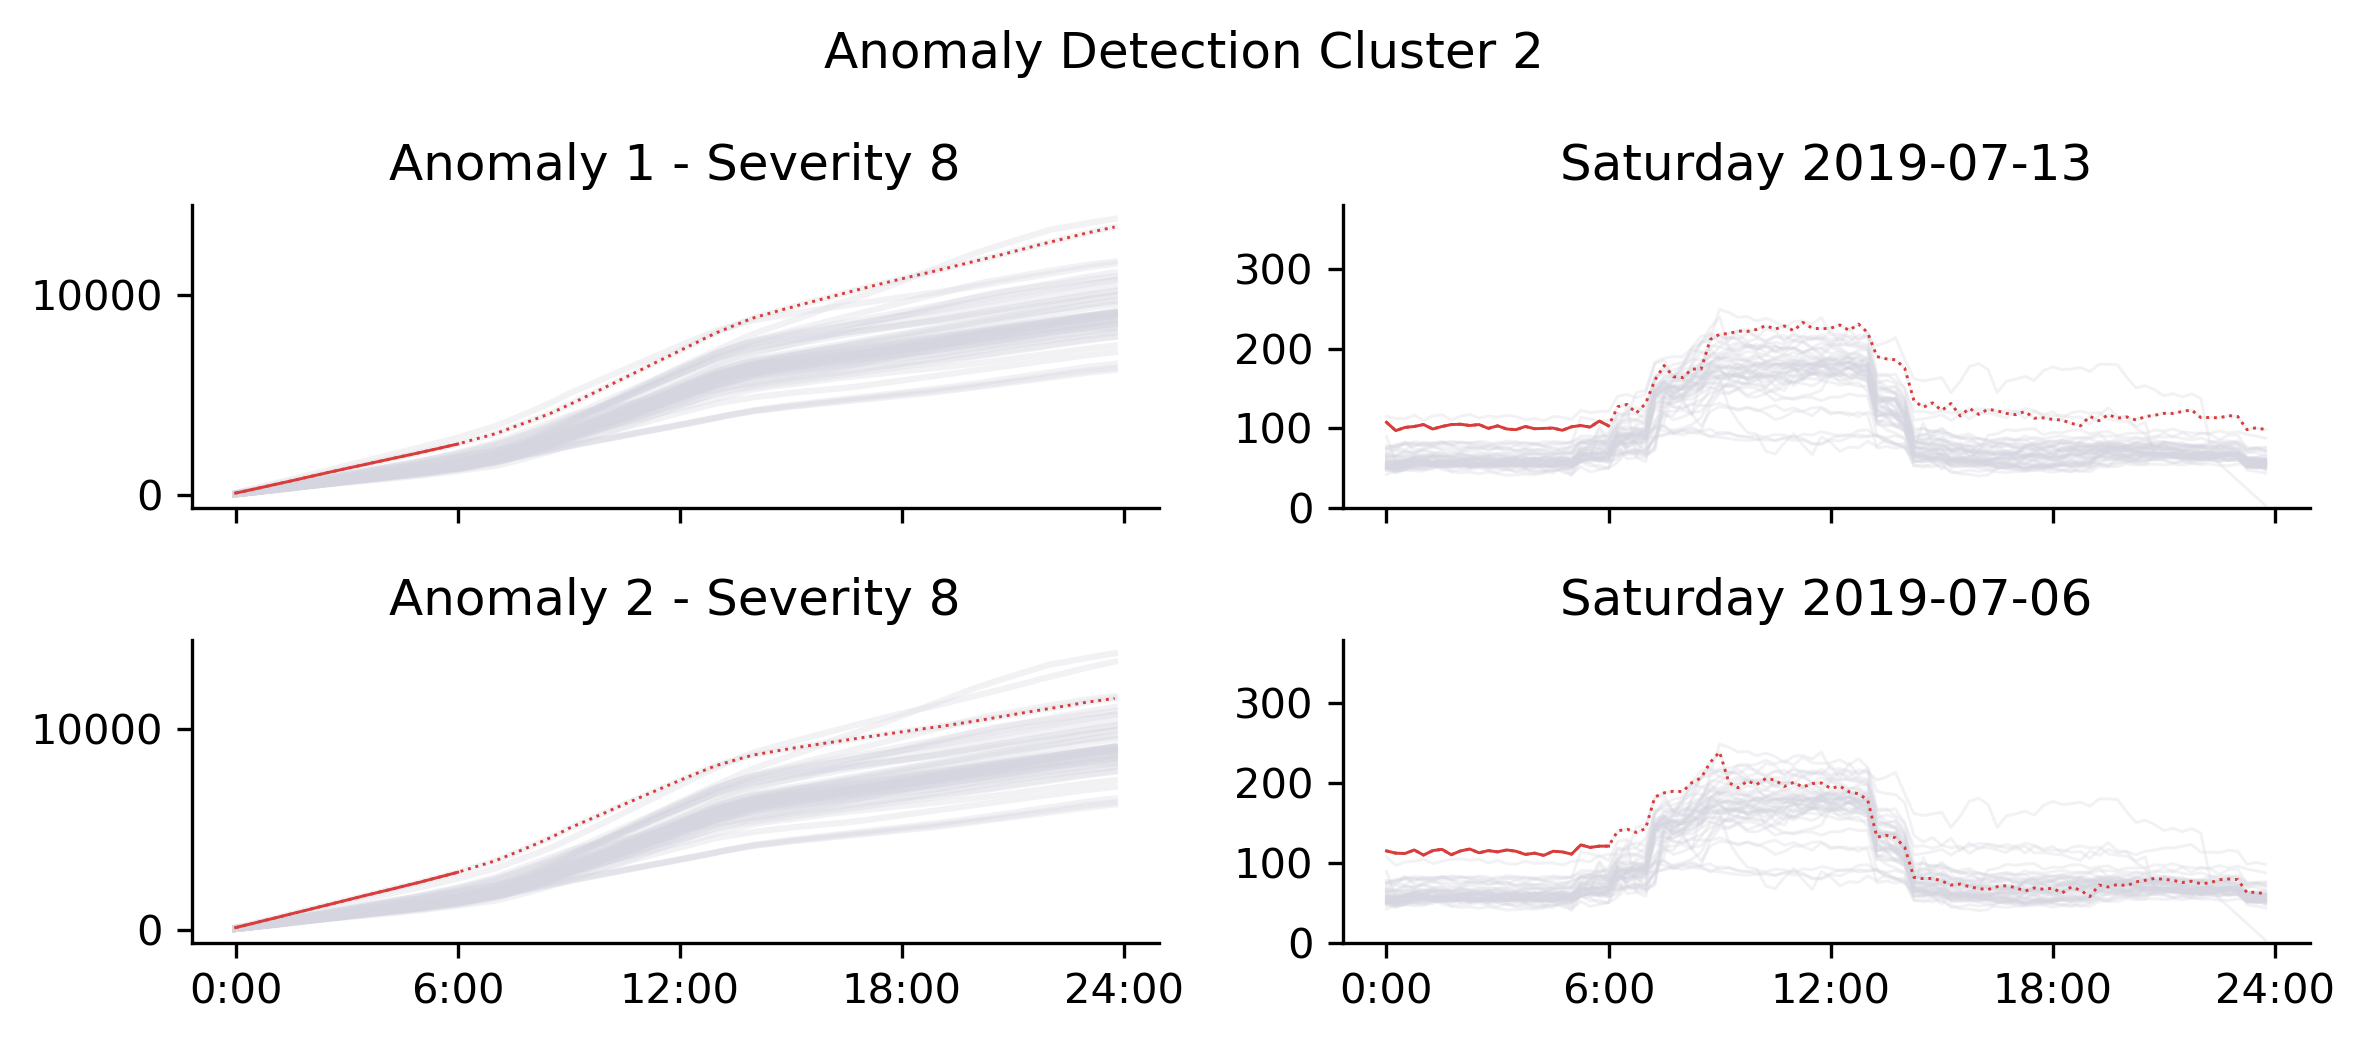 Anomaly Detection Cluster 2
Anomaly 1 - Severity 8
Saturday 2019-07-13
10000
0
300
200
100
0
Anomaly 2 - Severity 8
Saturday 2019-07-06
10000
0
300
200
100
0
0:00 6:00 12:00 18:00 24:00
0:00 6:00 12:00 18:00 24:00